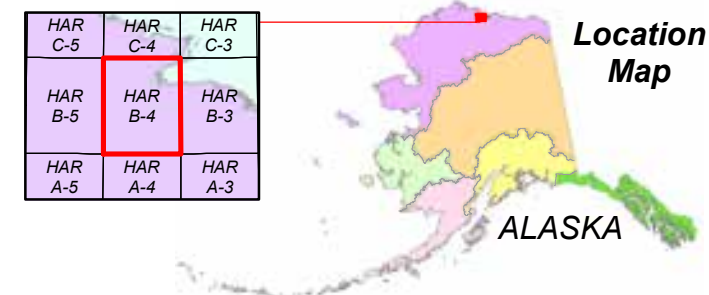 HAR HAR HAR
C-5 C-4 C-3
HAR HAR HAR
B-5 B-4 B-3
HAR HAR HAR
A-5 A-4 A-3
Location
Map
ALASKA